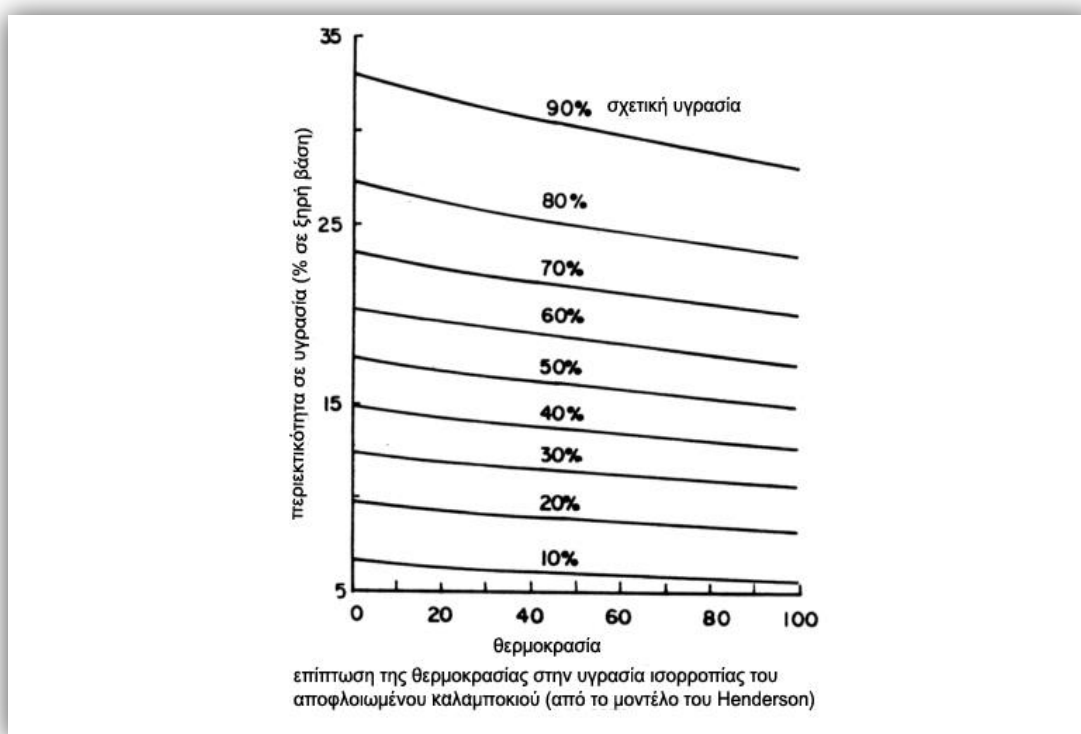 35
90% σχετική υγρασία
περιεκτικότητα σε υγρασία (% σε ξηρή βάση)
80%
25
70%
60%
50%
15
40%
30%
20%
10%
5
0 20 40 60 80 100
θερμοκρασία
επίπτωση της θερμοκρασίας στην υγρασία ισορροπίας του
αποφλοιωμένου καλαμποκιού (από το μοντέλο του Henderson)